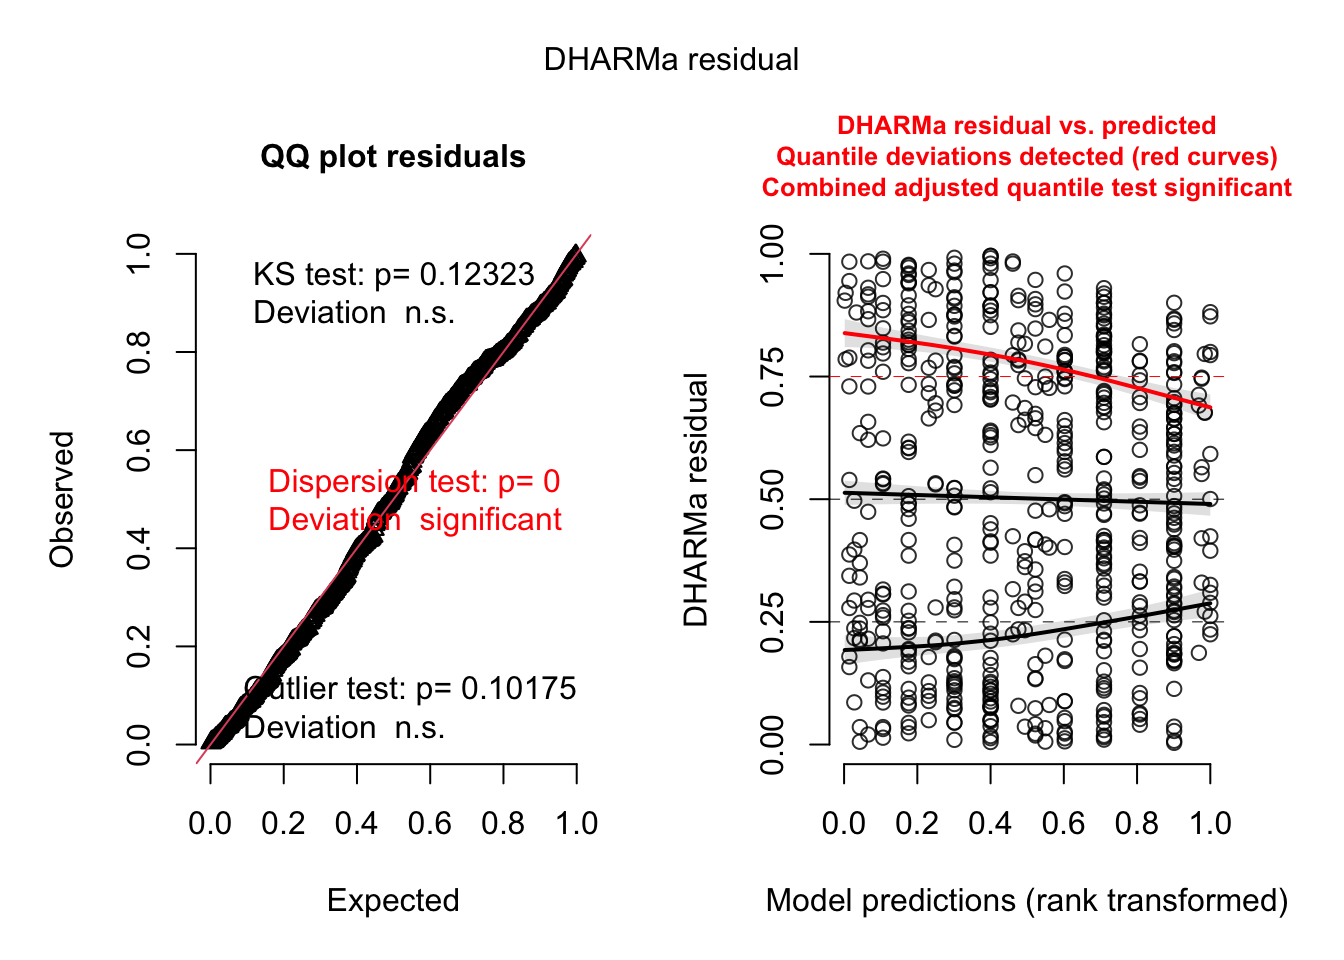 DHARMa residual
QQ plot residuals
KS test: p= 0.12323
Deviation  n.s.
Dispersion test: p= 0
Deviation  significant
Outlier test: p= 0.10175
Deviation  n.s.
Observed
0.0 0.2 0.4 0.6 0.8 1.0
0.0 0.2 0.4 0.6 0.8 1.0
Expected
DHARMa residual vs. predicted
Quantile deviations detected (red curves)
Combined adjusted quantile test significant
DHARMa residual
0.00 0.25 0.50 0.75 1.00
0.0 0.2 0.4 0.6 0.8 1.0
Model predictions (rank transformed)